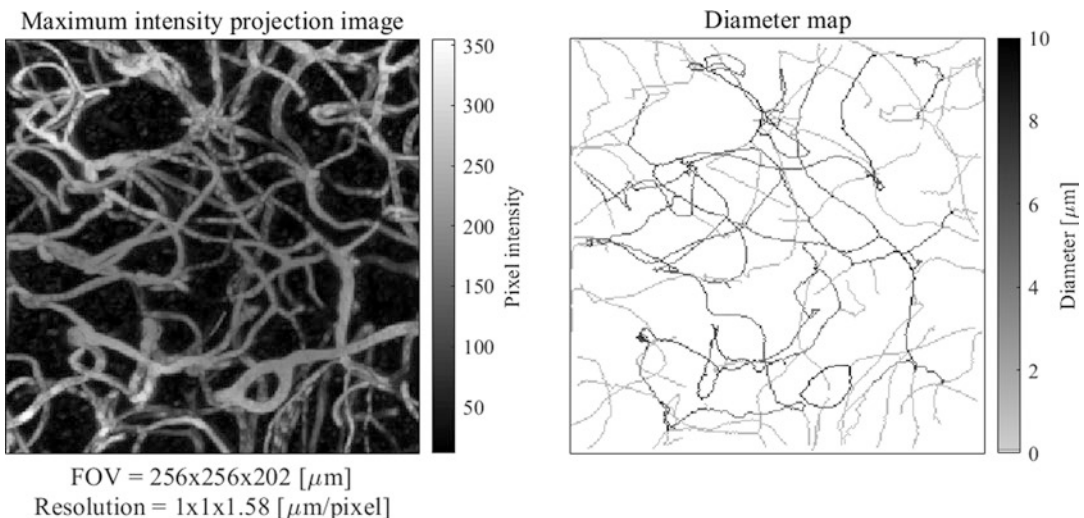 Maximum intensity projection image
Diameter map
350
300
250
200
150
100
50
Pixel intensity
10
8
6
4
2
0
Diameter [μm]
FOV = 256x256x202 [μm]
Resolution = 1x1x1.58 [μm/pixel]